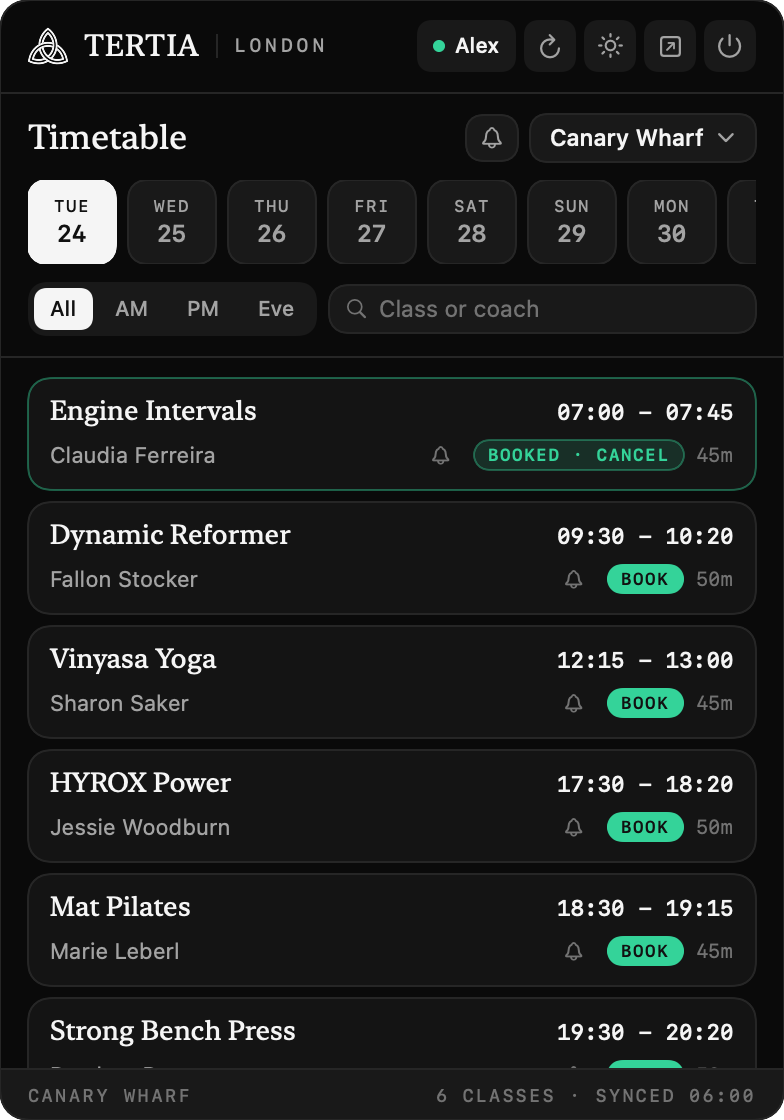 TERTIA LONDON Alex
Timetable Canary Wharf
TUE WED THU FRI SAT SUN MON
24 25 26 27 28 29 30
All AM PM Eve Class or coach
Engine Intervals 07:00 – 07:45
Claudia Ferreira BOOKED · CANCEL 45m
Dynamic Reformer 09:30 – 10:20
Fallon Stocker BOOK 50m
Vinyasa Yoga 12:15 – 13:00
Sharon Saker BOOK 45m
HYROX Power 17:30 – 18:20
Jessie Woodburn BOOK 50m
Mat Pilates 18:30 – 19:15
Marie Leberl BOOK 45m
Strong Bench Press 19:30 – 20:20
CANARY WHARF 6 CLASSES · SYNCED 06:00